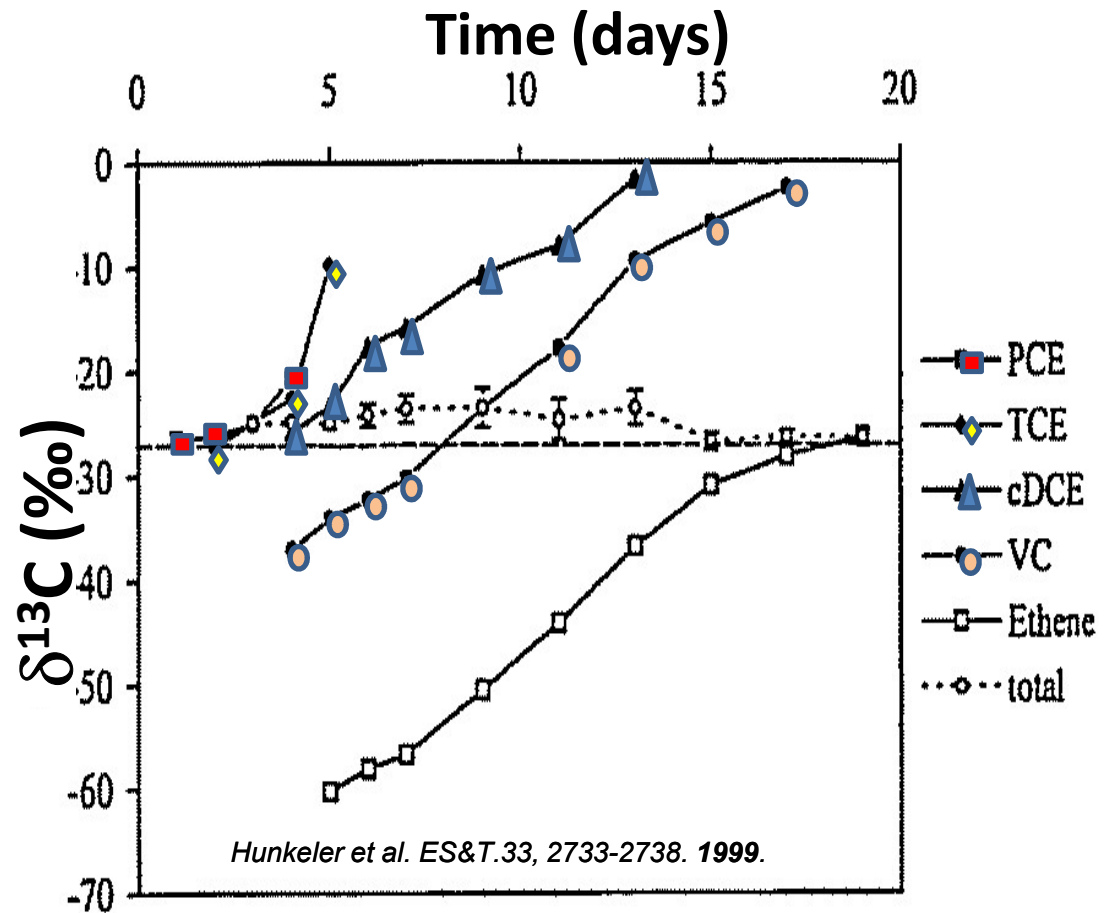 Time (days)
0 5 10 15 20
0
-10
-20
-30
-40
-50
-60
-70
δ¹³C (‰)
PCE
TCE
cDCE
VC
Ethene
total
Hunkeler et al. ES&T.33, 2733-2738. 1999.